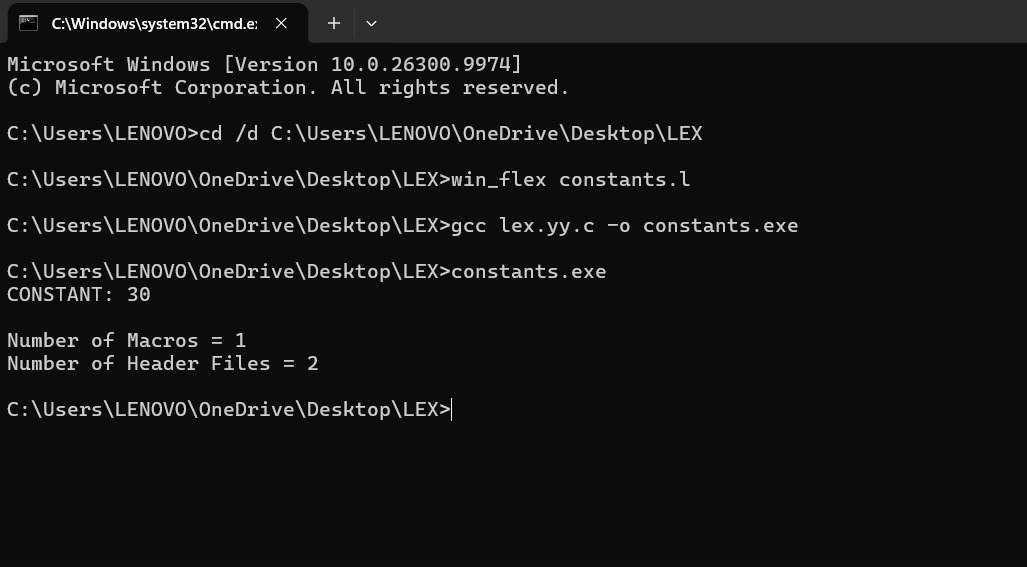 C:\Windows\system32\cmd.e
Microsoft Windows [Version 10.0.26300.9974]
(c) Microsoft Corporation. All rights reserved.
C:\Users\LENOVO>cd /d C:\Users\LENOVO\OneDrive\Desktop\LEX
C:\Users\LENOVO\OneDrive\Desktop\LEX>win_flex constants.l
C:\Users\LENOVO\OneDrive\Desktop\LEX>gcc lex.yy.c -o constants.exe
C:\Users\LENOVO\OneDrive\Desktop\LEX>constants.exe
CONSTANT: 30
Number of Macros = 1
Number of Header Files = 2
C:\Users\LENOVO\OneDrive\Desktop\LEX>